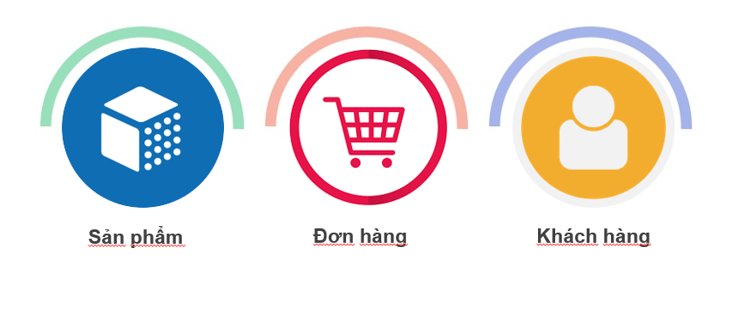 Sản phẩm
Đơn hàng
Khách hàng